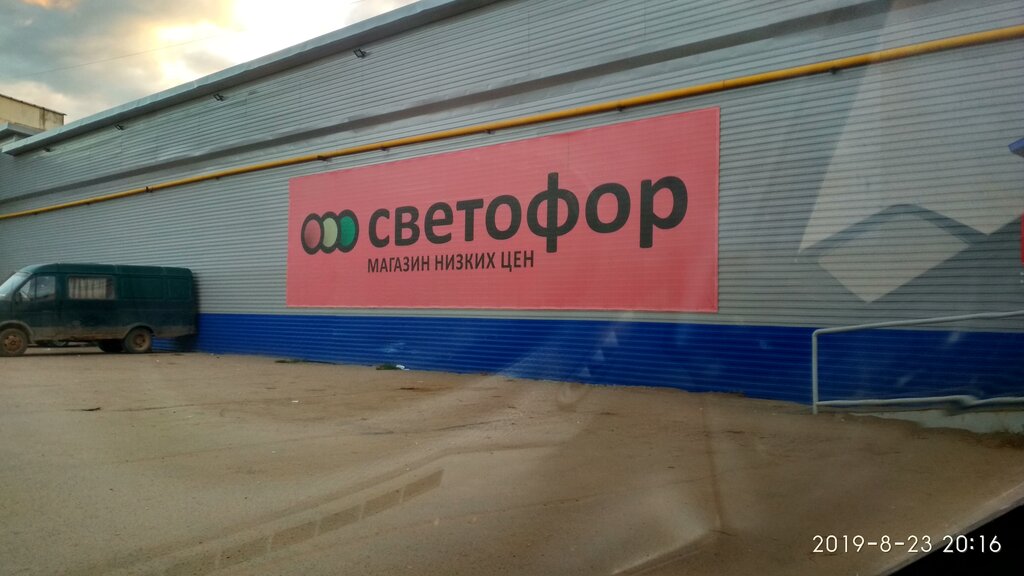 светофор
МАГАЗИН НИЗКИХ ЦЕН
2019-8-23 20:16